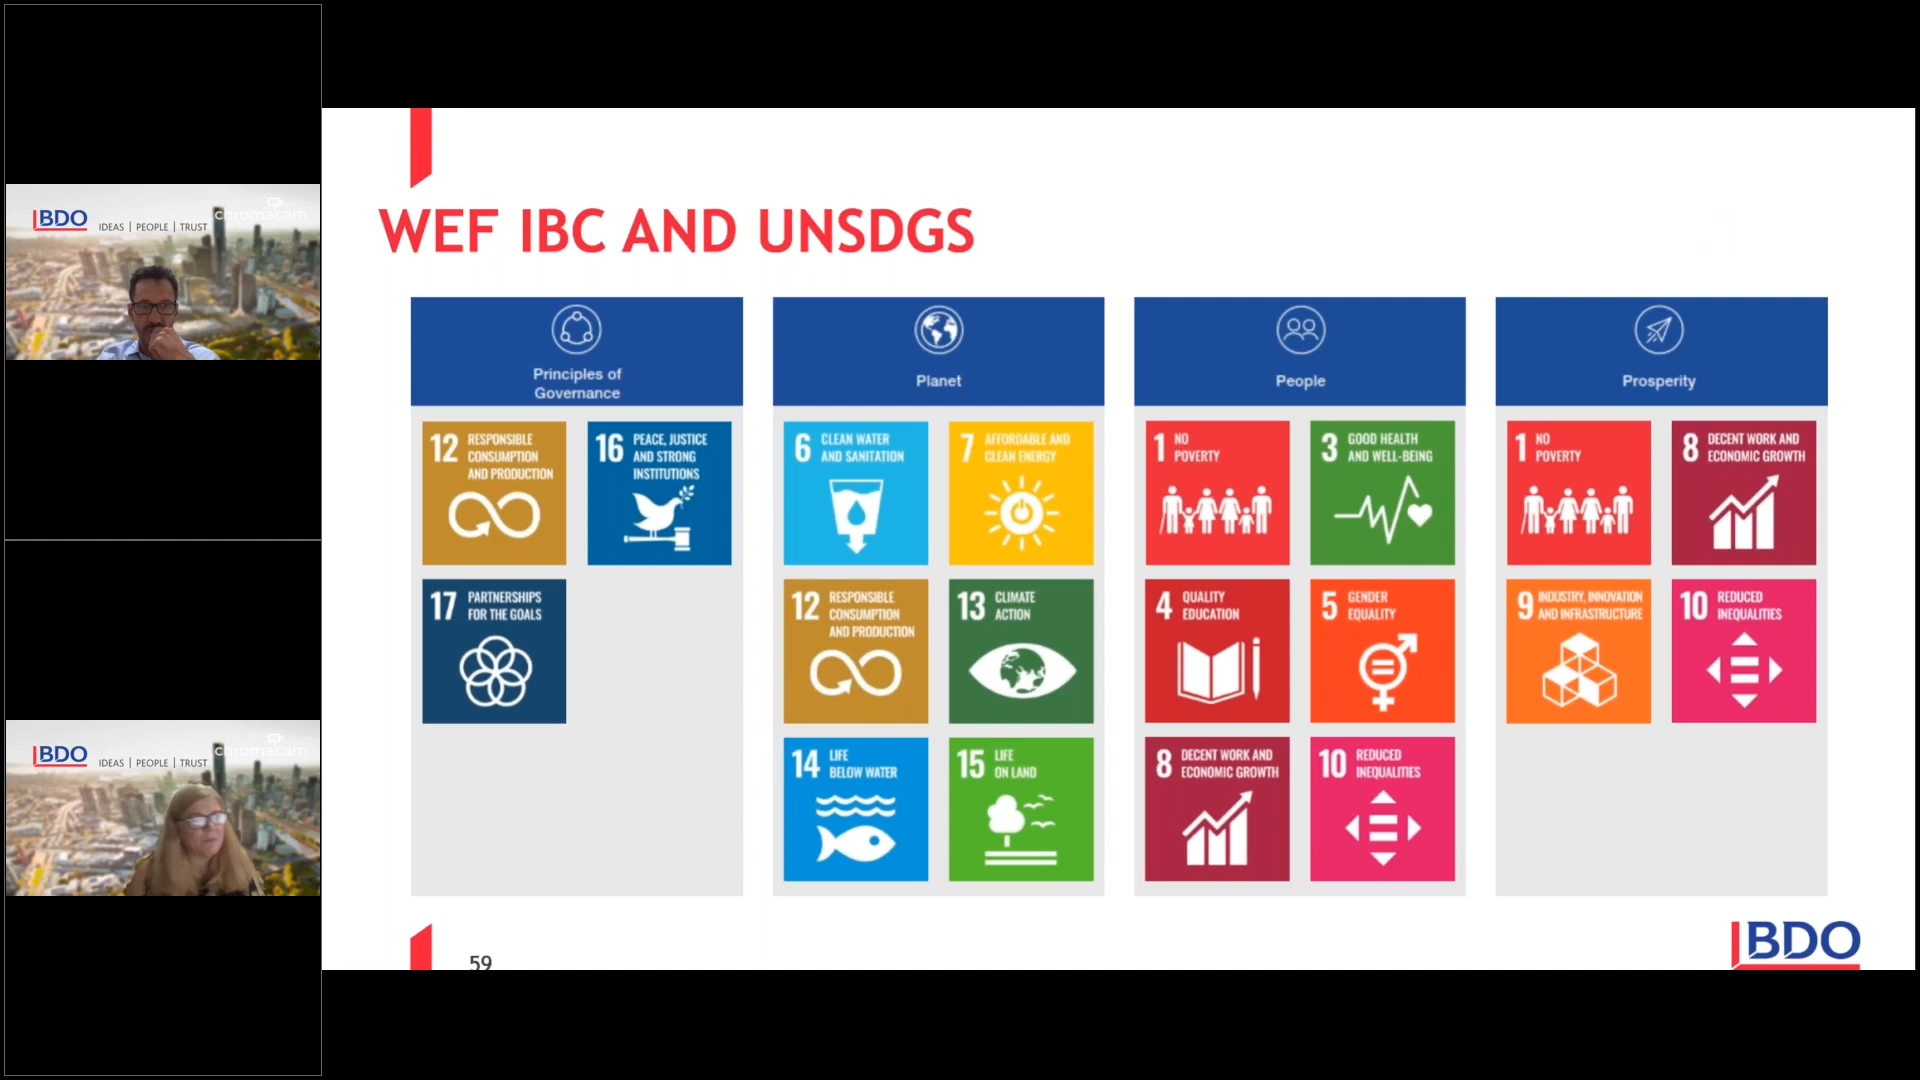 BDO
IDEAS | PEOPLE | TRUST
chromacam
BDO
IDEAS | PEOPLE | TRUST
chromacam
WEF IBC AND UNSDGS
Principles of
Governance
12 RESPONSIBLE
CONSUMPTION
AND PRODUCTION
16 PEACE, JUSTICE
AND STRONG
INSTITUTIONS
17 PARTNERSHIPS
FOR THE GOALS
Planet
6 CLEAN WATER
AND SANITATION
7 AFFORDABLE AND
CLEAN ENERGY
12 RESPONSIBLE
CONSUMPTION
AND PRODUCTION
13 CLIMATE
ACTION
14 LIFE
BELOW WATER
15 LIFE
ON LAND
People
1 NO
POVERTY
3 GOOD HEALTH
AND WELL-BEING
4 QUALITY
EDUCATION
5 GENDER
EQUALITY
8 DECENT WORK AND
ECONOMIC GROWTH
10 REDUCED
INEQUALITIES
Prosperity
1 NO
POVERTY
8 DECENT WORK AND
ECONOMIC GROWTH
9 INDUSTRY, INNOVATION
AND INFRASTRUCTURE
10 REDUCED
INEQUALITIES
59
BDO